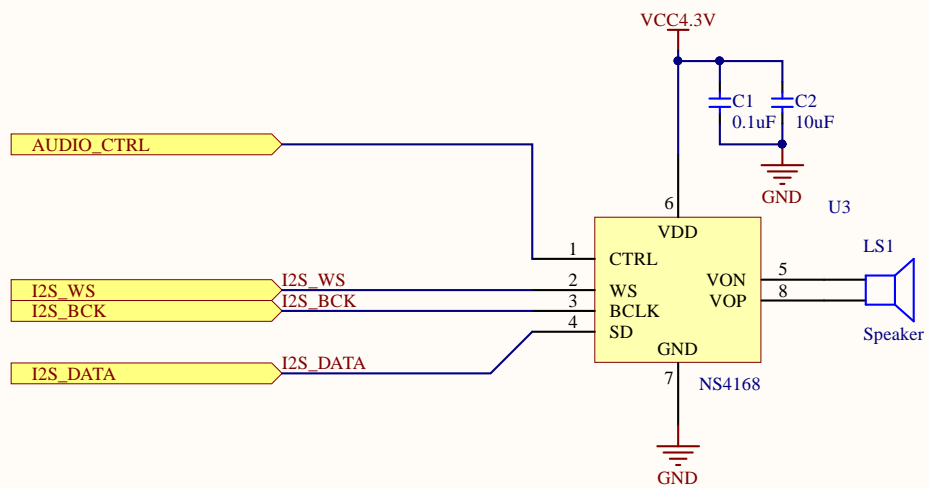 VCC4.3V
C1
0.1uF
C2
10uF
GND
AUDIO_CTRL
U3
6
VDD
LS1
1
CTRL
I2S_WS
I2S_WS
2
WS
I2S_BCK
I2S_BCK
3
BCLK
I2S_DATA
I2S_DATA
4
SD
VON
5
VOP
8
Speaker
GND
7
NS4168
GND